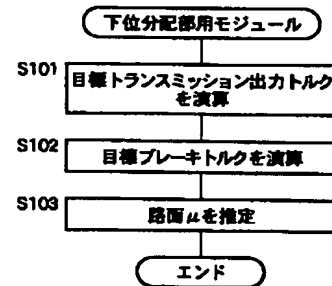 下位分配部用モジュール
S101
目標トランスミッション出力トルク
を演算
S102
目標ブレーキトルクを演算
S103
路面μを推定
エンド